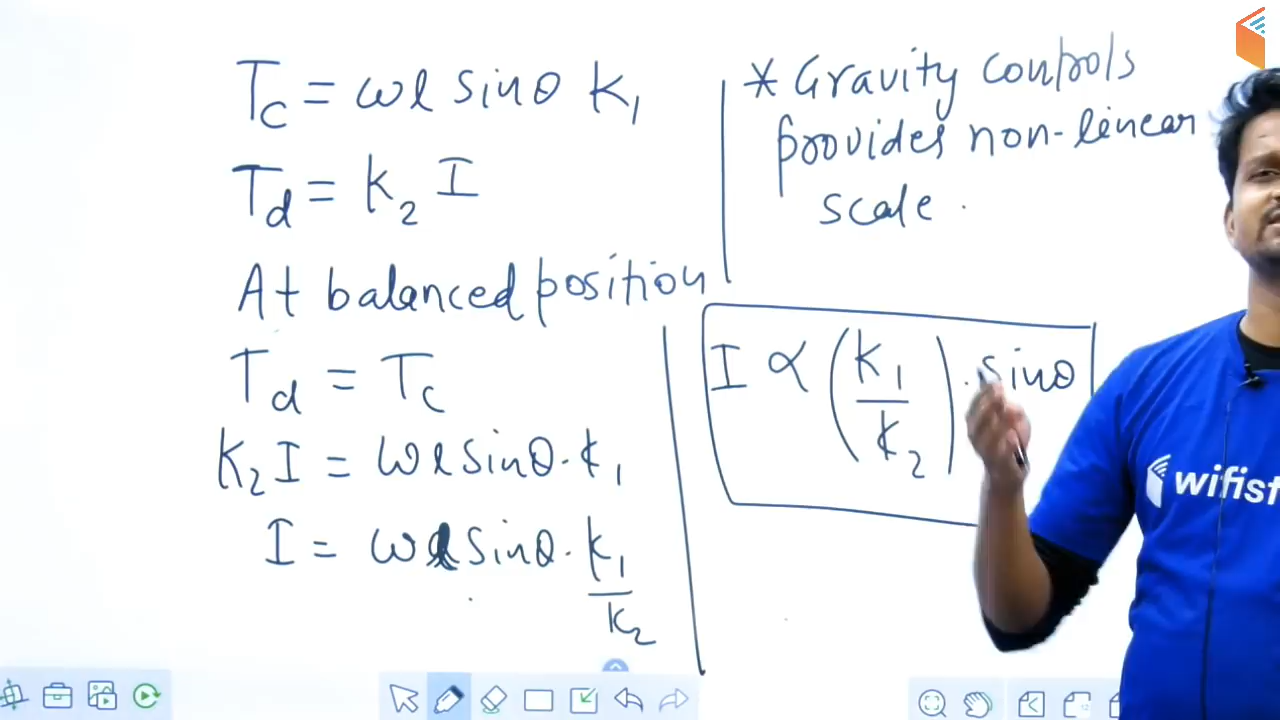 Tc = wl sinθ K₁
Td = K₂ I
At balanced position
Td = Tc
K₂I = wl sinθ · K₁
I = wl sinθ · K₁/K₂
* Gravity controls
provides non-linear
scale.
I ∝ (K₁/K₂) · sinθ
wifist